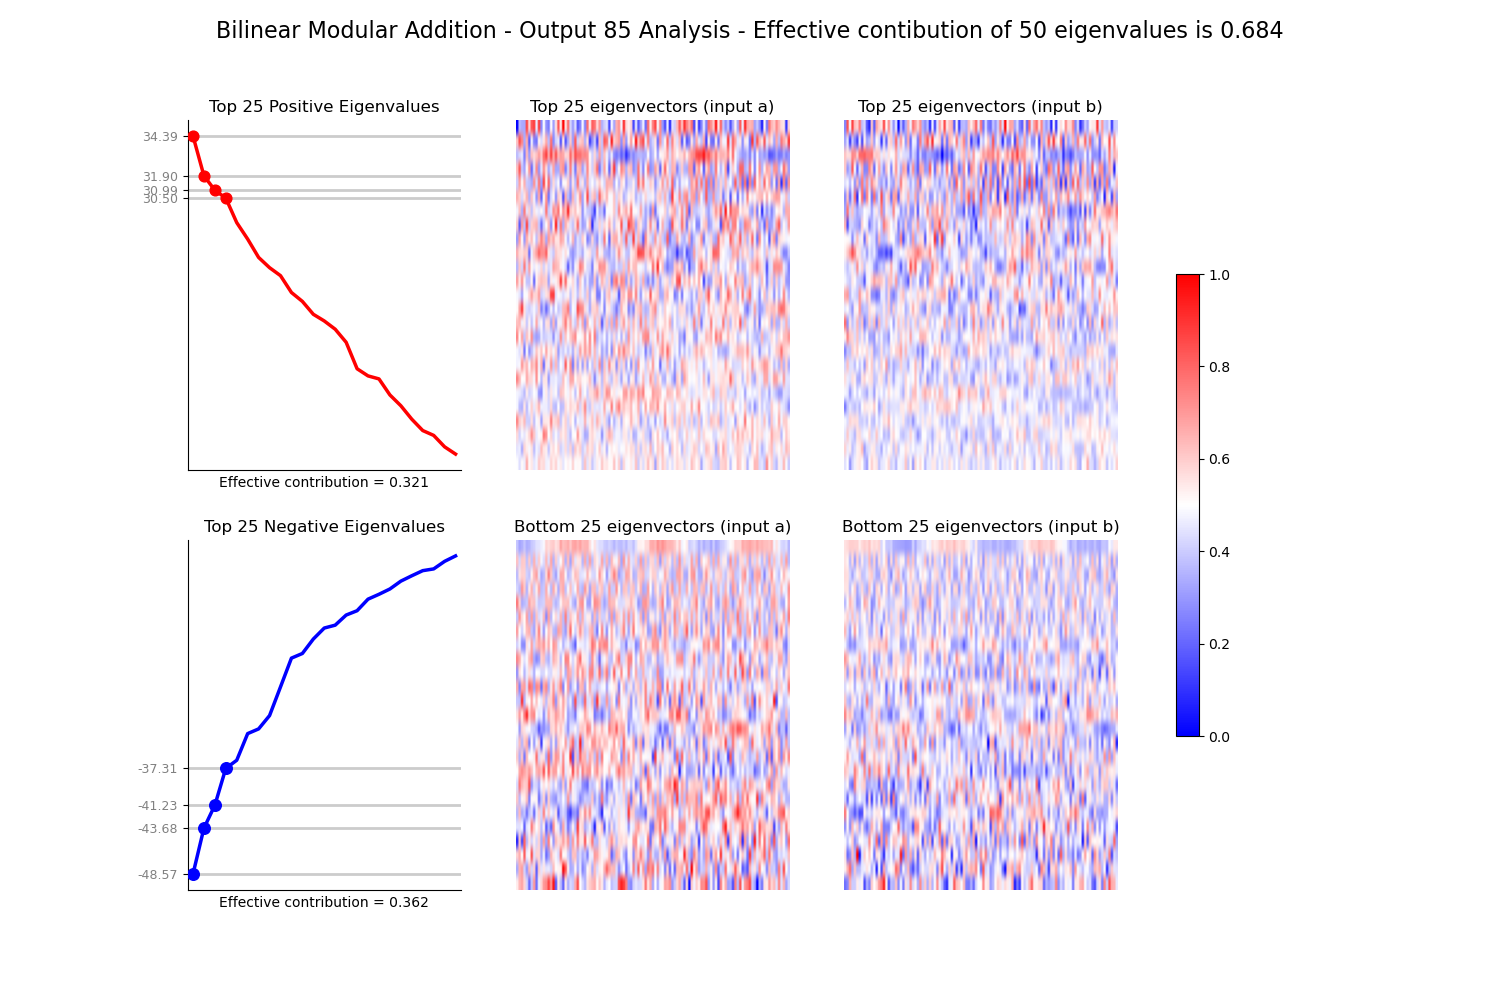 Bilinear Modular Addition - Output 85 Analysis - Effective contibution of 50 eigenvalues is 0.684
Top 25 Positive Eigenvalues
Top 25 eigenvectors (input a)
Top 25 eigenvectors (input b)
34.39
31.90
30.99
30.50
Effective contribution = 0.321
1.0
0.8
0.6
0.4
0.2
0.0
Top 25 Negative Eigenvalues
Bottom 25 eigenvectors (input a)
Bottom 25 eigenvectors (input b)
-37.31
-41.23
-43.68
-48.57
Effective contribution = 0.362